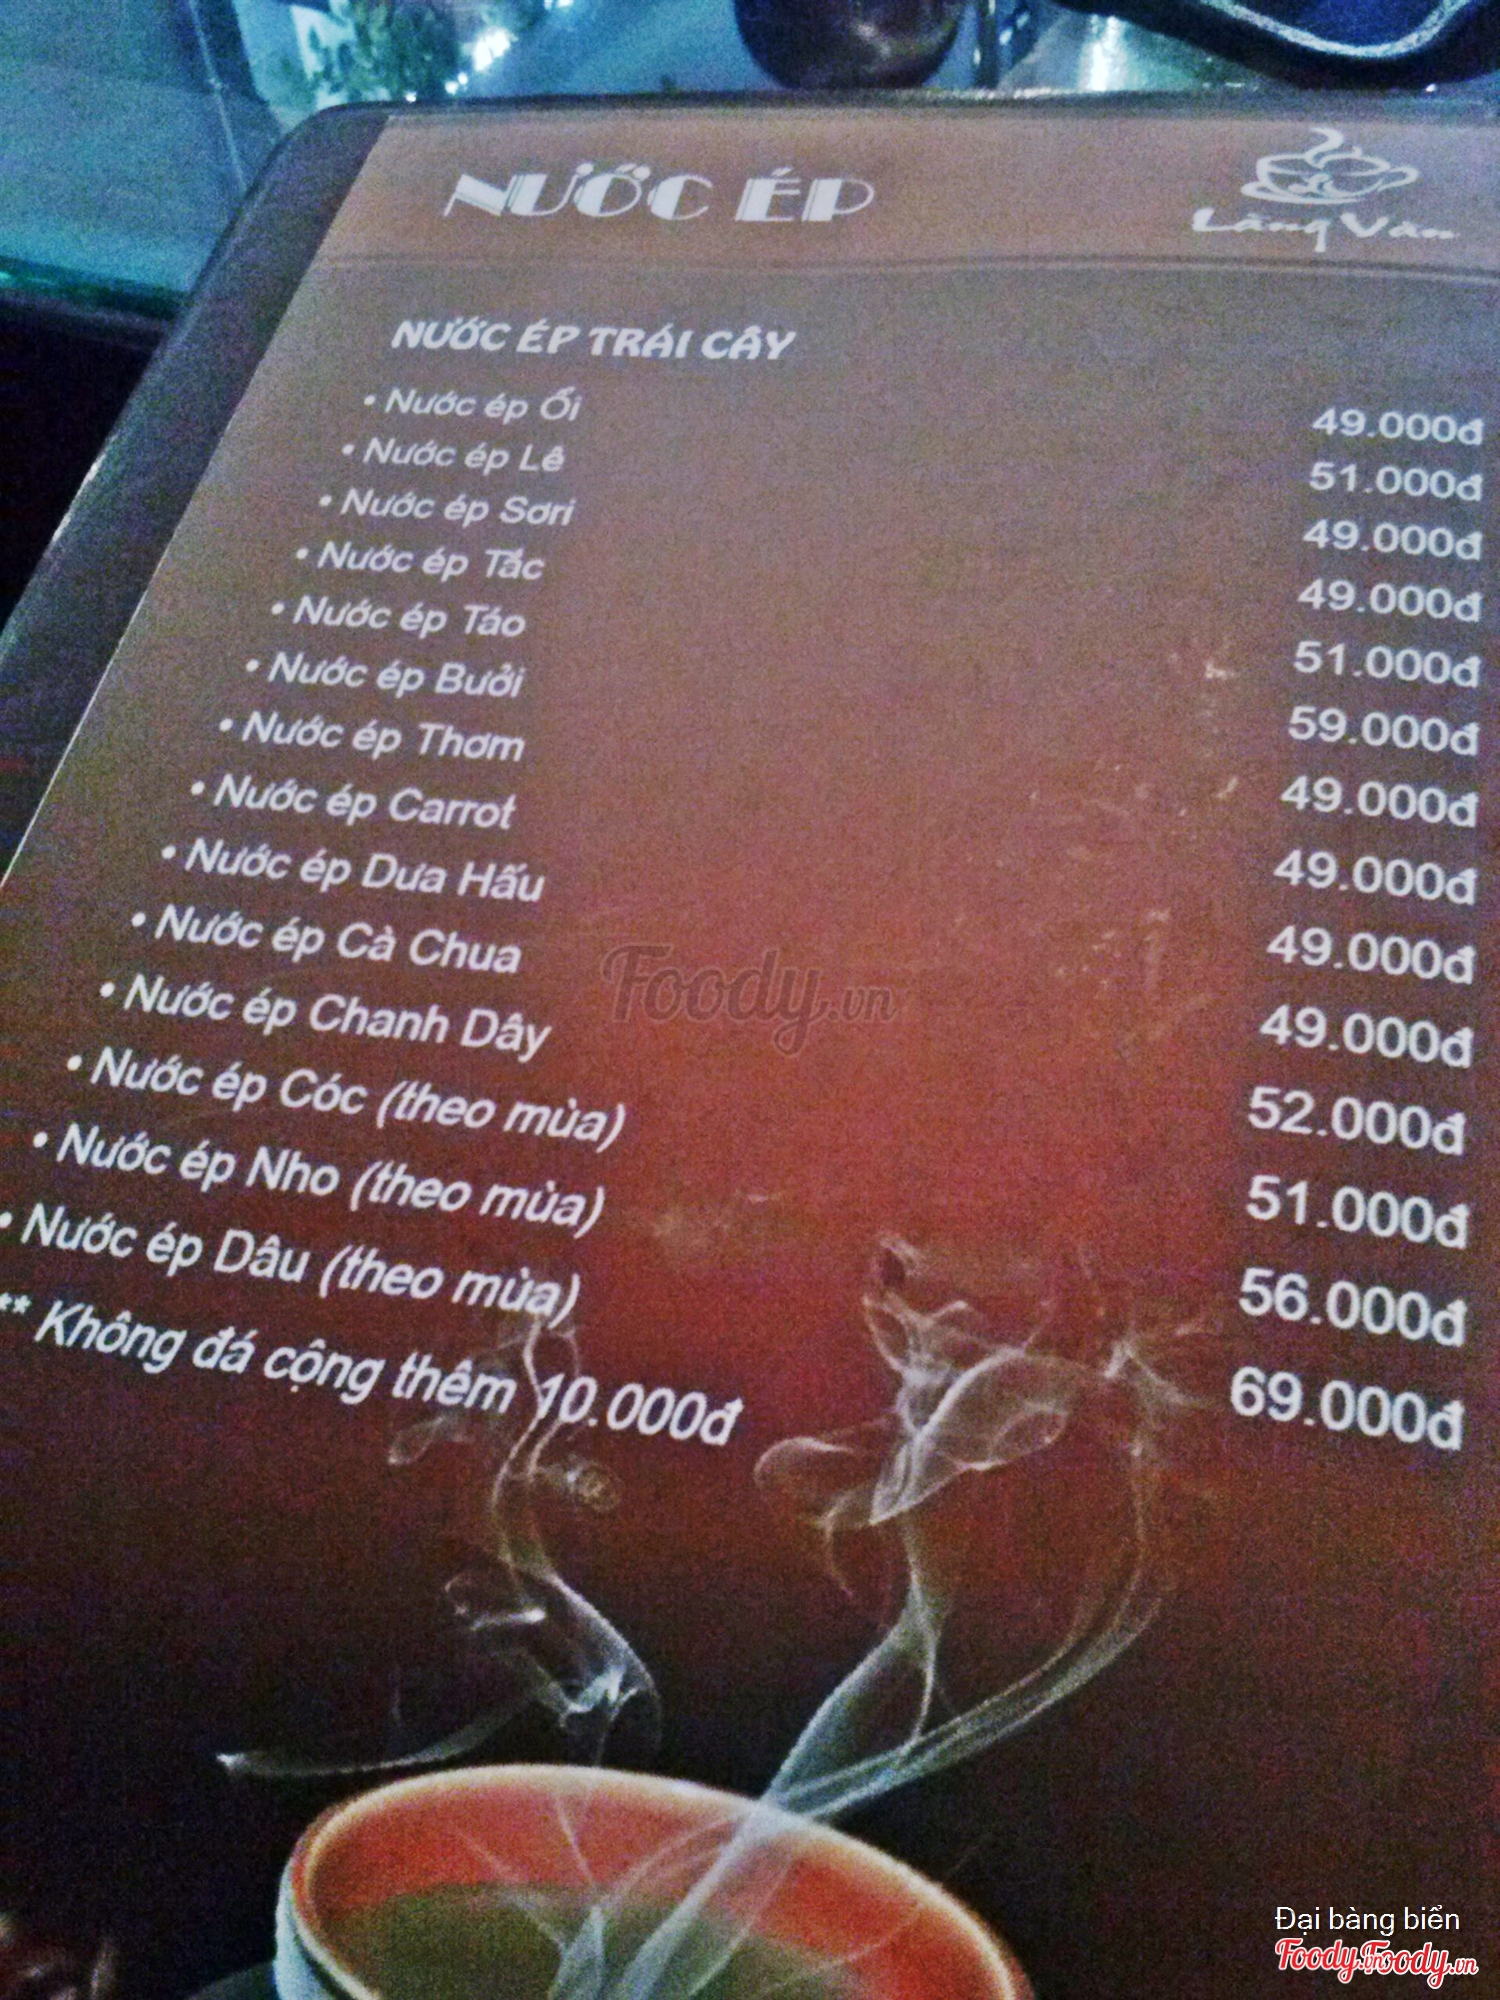 NƯỚC ÉP
Lãng Vân
NƯỚC ÉP TRÁI CÂY
• Nước ép Ổi 49.000đ
• Nước ép Lê 51.000đ
• Nước ép Sơri 49.000đ
• Nước ép Tắc 49.000đ
• Nước ép Táo 51.000đ
• Nước ép Bưởi 59.000đ
• Nước ép Thơm 49.000đ
• Nước ép Carrot 49.000đ
• Nước ép Dưa Hấu 49.000đ
• Nước ép Cà Chua 49.000đ
• Nước ép Chanh Dây 52.000đ
• Nước ép Cóc (theo mùa) 51.000đ
• Nước ép Nho (theo mùa) 56.000đ
• Nước ép Dâu (theo mùa) 69.000đ
** Không đá cộng thêm 10.000đ
Foody.vn
Đại bàng biển
Foody.Foody.vn